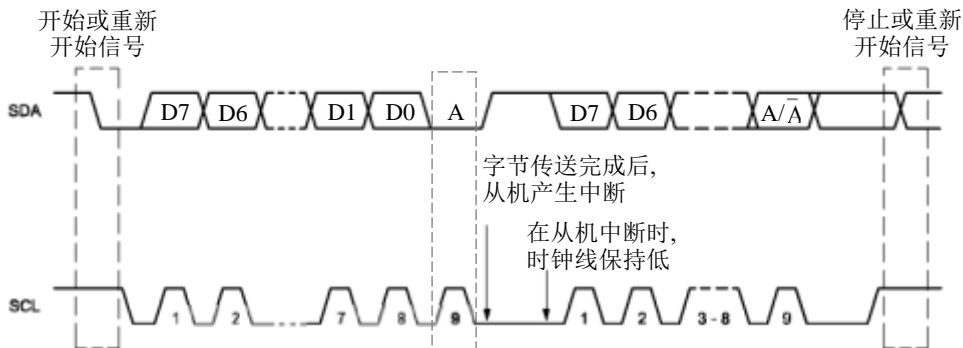 开始或重新
开始信号
停止或重新
开始信号
SDA
D7 D6 D1 D0 A D7 D6 A/A̅
字节传送完成后,
从机产生中断
在从机中断时,
时钟线保持低
SCL
1 2 7 8 9 1 2 3-8 9